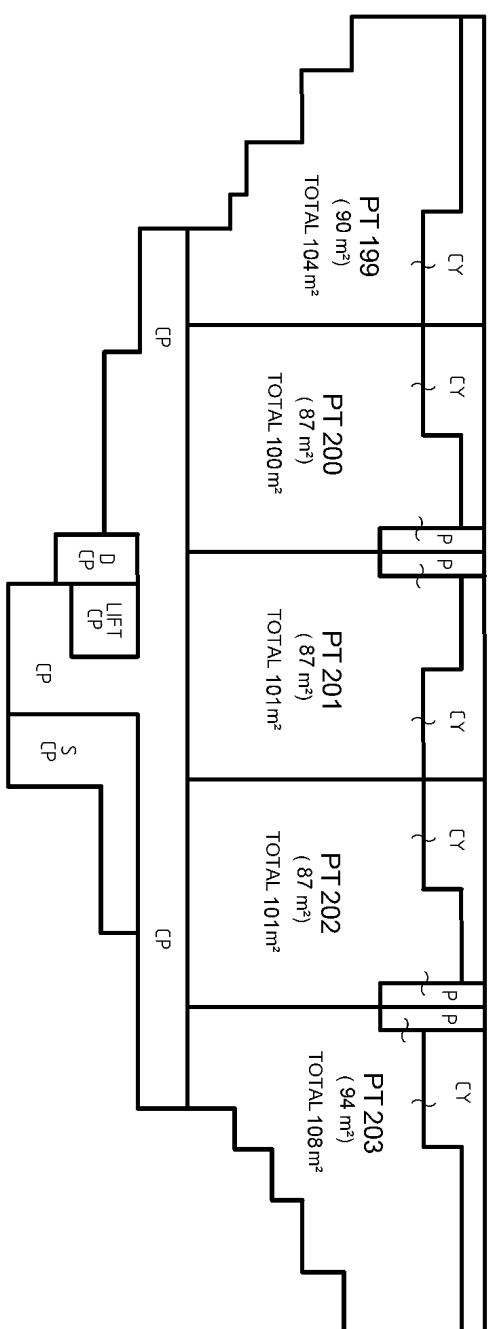 CY
PT 199
( 90 m²)
TOTAL 104m²
CP
CY
PT 200
( 87 m²)
TOTAL 100m²
P
P
D
CP
LIFT
CP
CP
PT 201
( 87 m²)
TOTAL 101m²
CY
S
CP
CY
PT 202
( 87 m²)
TOTAL 101m²
CP
P
P
CY
PT 203
( 94 m²)
TOTAL 108m²